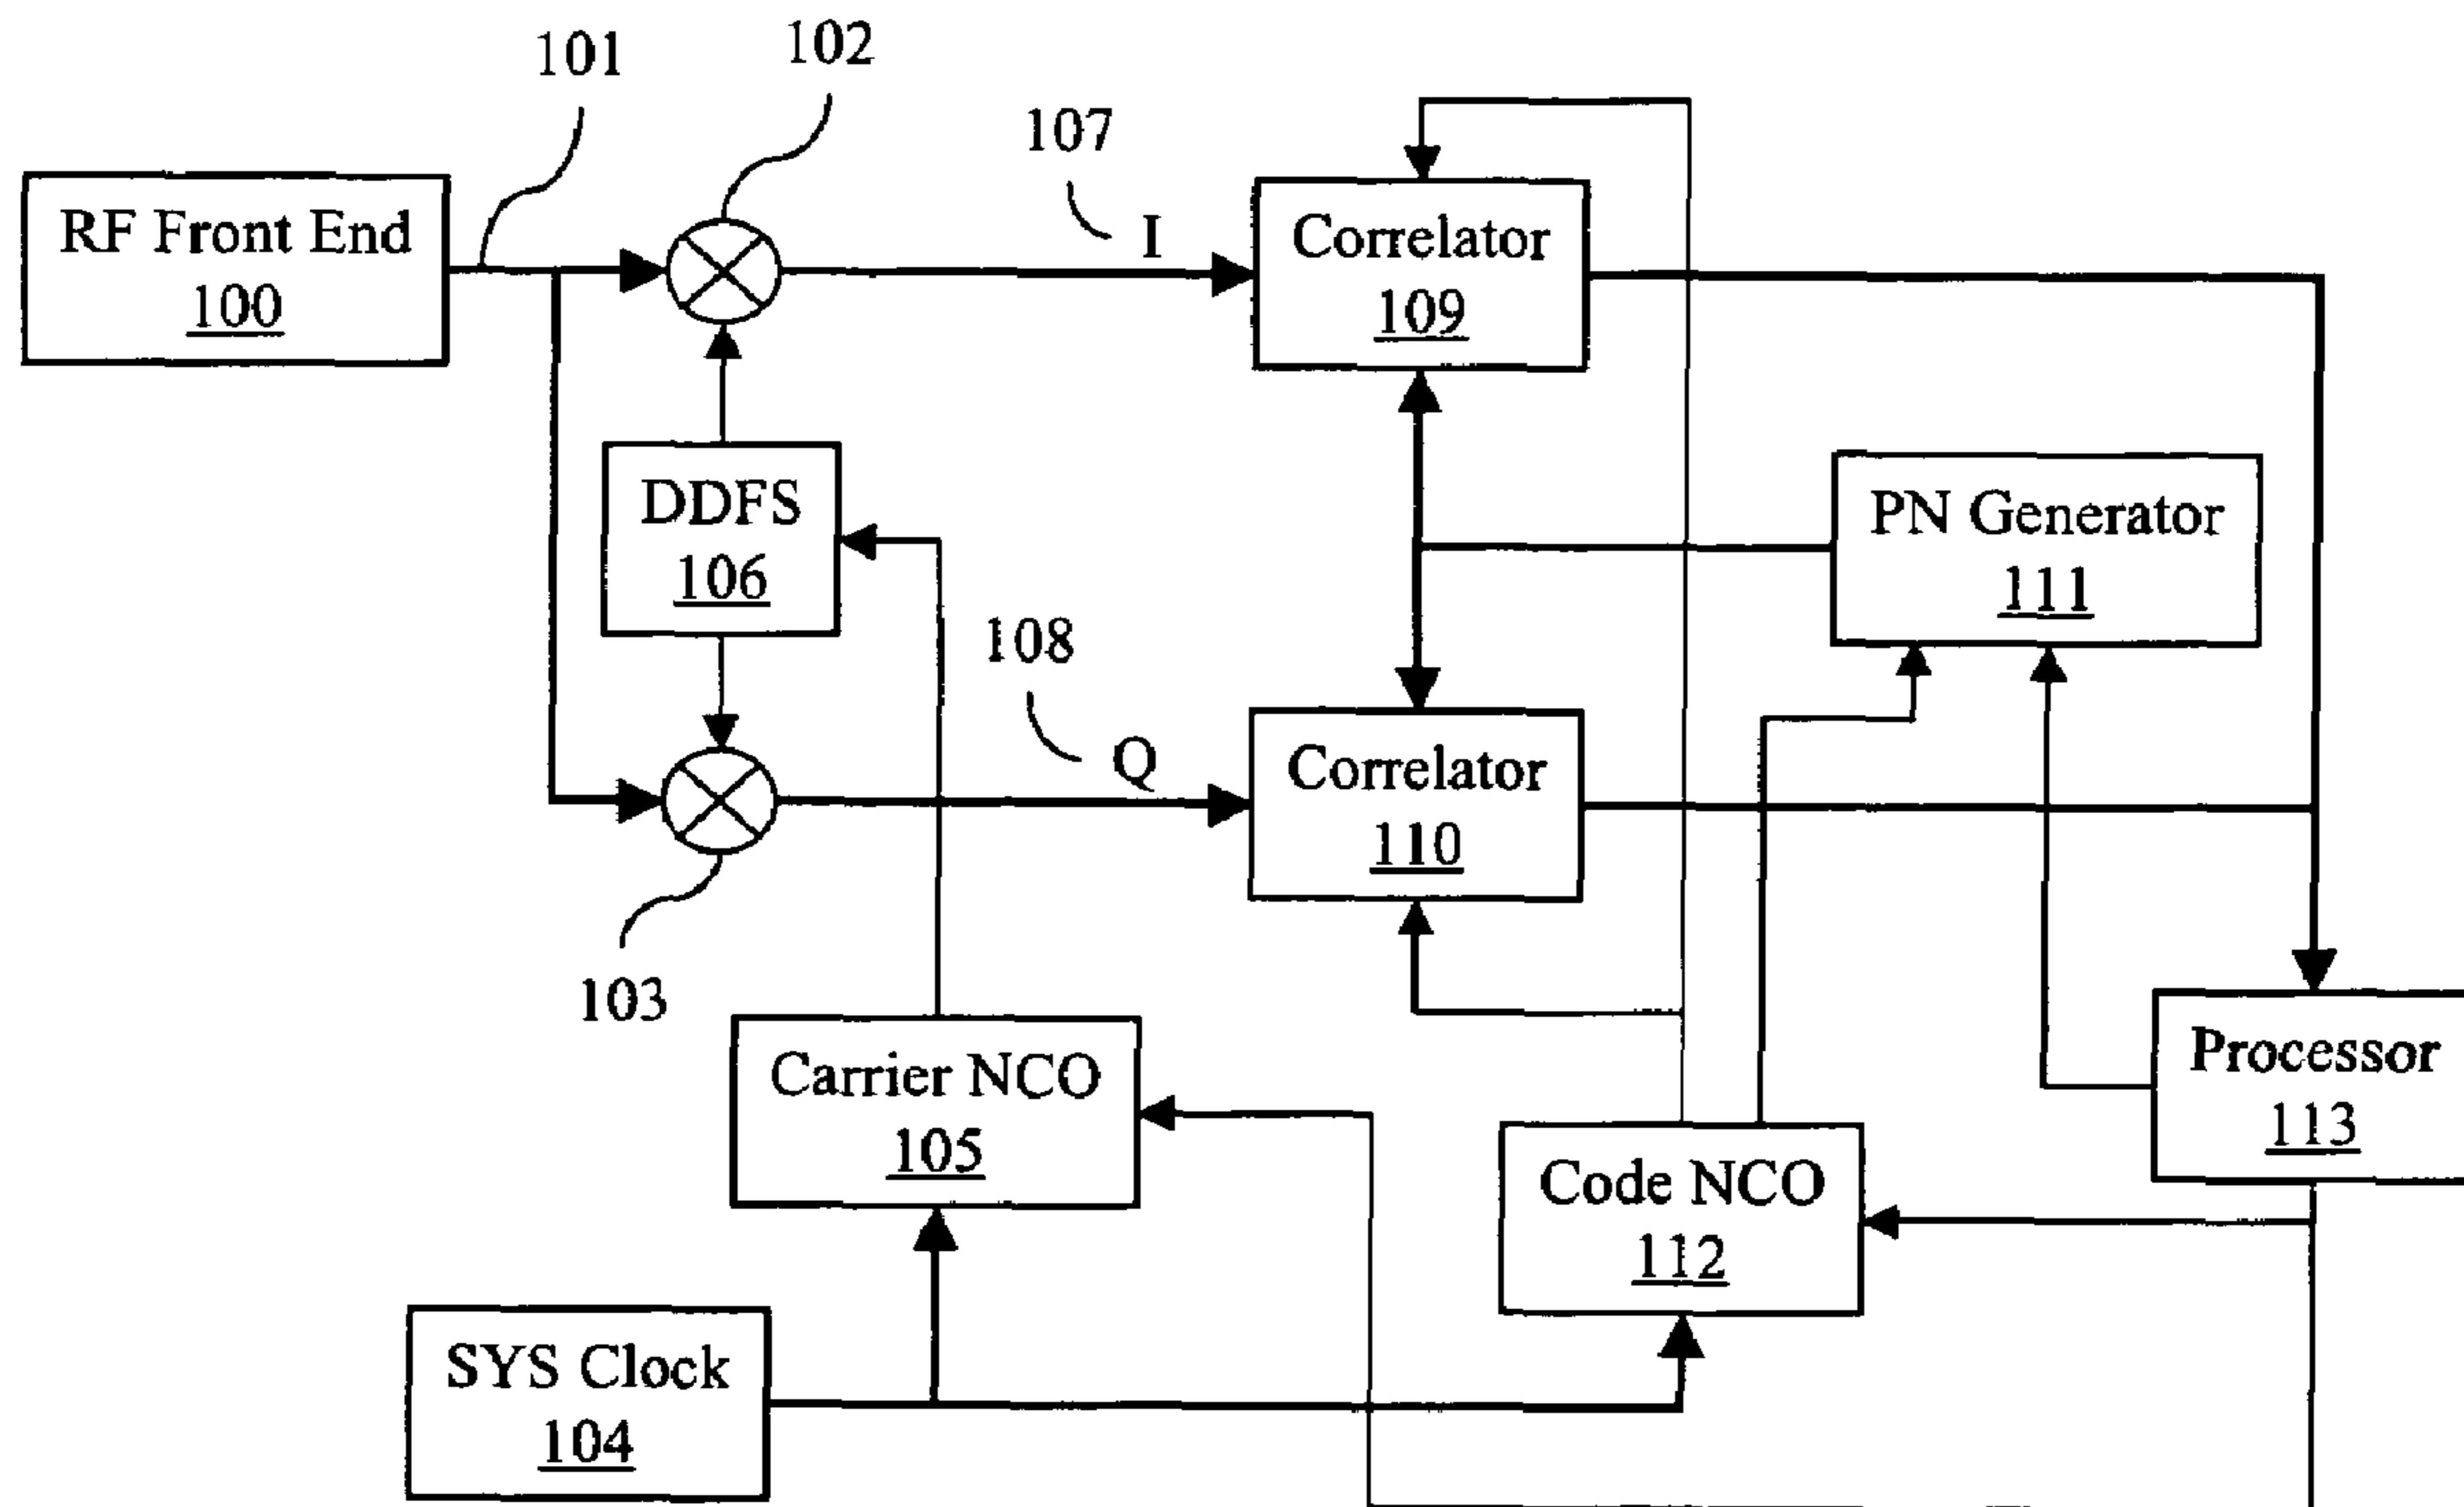 101
102
107
RF Front End
100
I
Correlator
109
DDFS
106
PN Generator
111
108
Q
Correlator
110
103
Carrier NCO
105
Processor
113
Code NCO
112
SYS Clock
104